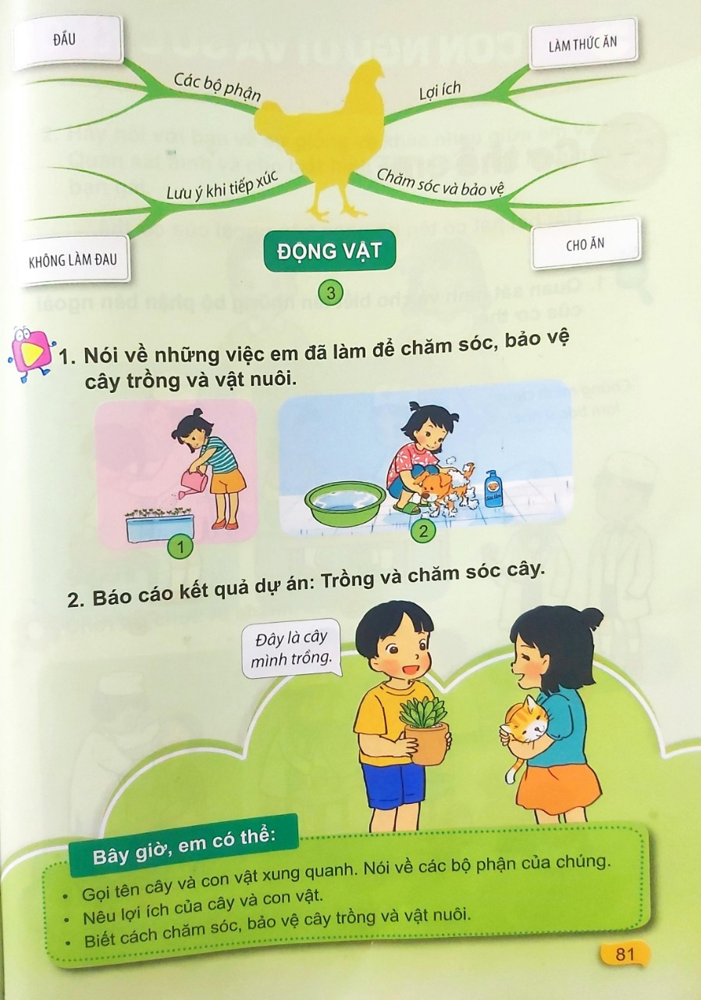 ĐẦU
LÀM THỨC ĂN
Các bộ phận
Lợi ích
Lưu ý khi tiếp xúc
Chăm sóc và bảo vệ
KHÔNG LÀM ĐAU
CHO ĂN
ĐỘNG VẬT
3
1. Nói về những việc em đã làm để chăm sóc, bảo vệ
cây trồng và vật nuôi.
1
2
2. Báo cáo kết quả dự án: Trồng và chăm sóc cây.
Đây là cây
mình trồng.
Bây giờ, em có thể:
• Gọi tên cây và con vật xung quanh. Nói về các bộ phận của chúng.
• Nêu lợi ích của cây và con vật.
• Biết cách chăm sóc, bảo vệ cây trồng và vật nuôi.
81